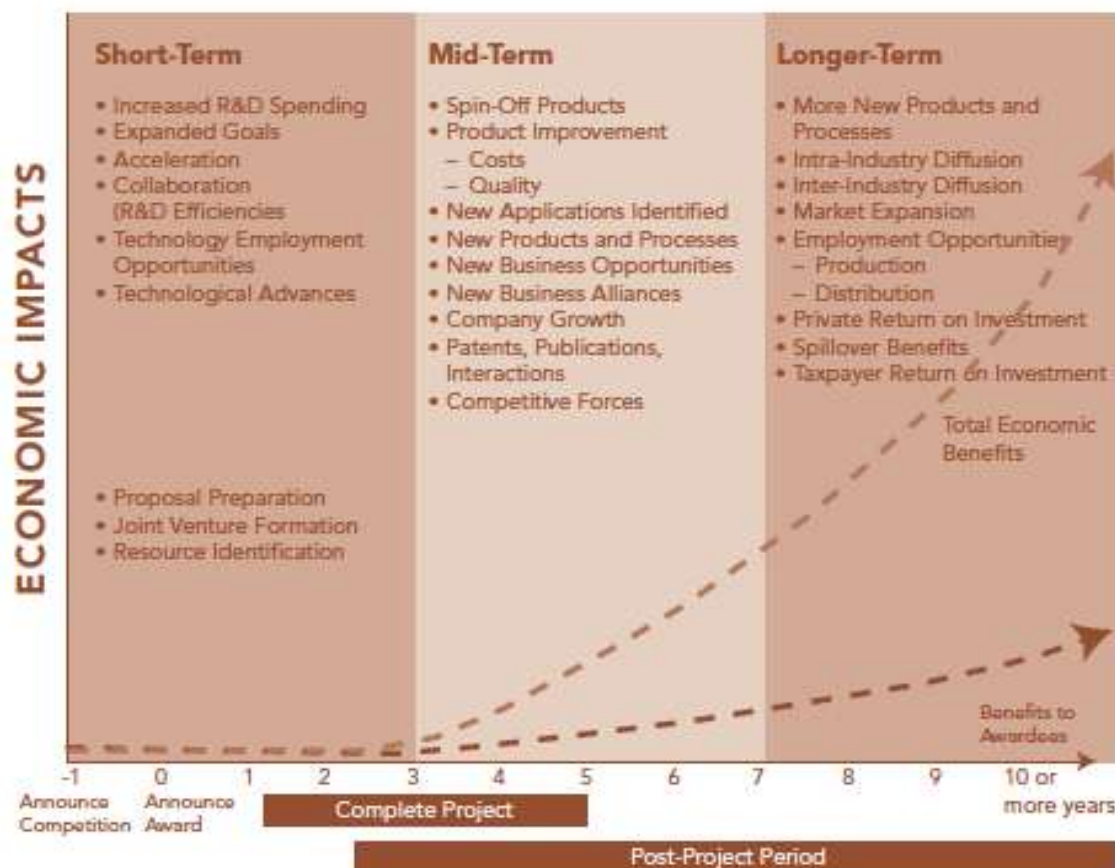 ECONOMIC IMPACTS
Short-Term
• Increased R&D Spending
• Expanded Goals
• Acceleration
• Collaboration
(R&D Efficiencies
• Technology Employment
Opportunities
• Technological Advances
• Proposal Preparation
• Joint Venture Formation
• Resource Identification
Mid-Term
• Spin-Off Products
• Product Improvement
– Costs
– Quality
• New Applications Identified
• New Products and Processes
• New Business Opportunities
• New Business Alliances
• Company Growth
• Patents, Publications,
Interactions
• Competitive Forces
Longer-Term
• More New Products and
Processes
• Intra-Industry Diffusion
• Inter-Industry Diffusion
• Market Expansion
• Employment Opportunities
– Production
– Distribution
• Private Return on Investment
• Spillover Benefits
• Taxpayer Return on Investment
Total Economic
Benefits
Benefits to
Awardees
-1 0 1 2 3 4 5 6 7 8 9 10 or
more years
Announce
Competition
Announce
Award
Complete Project
Post-Project Period